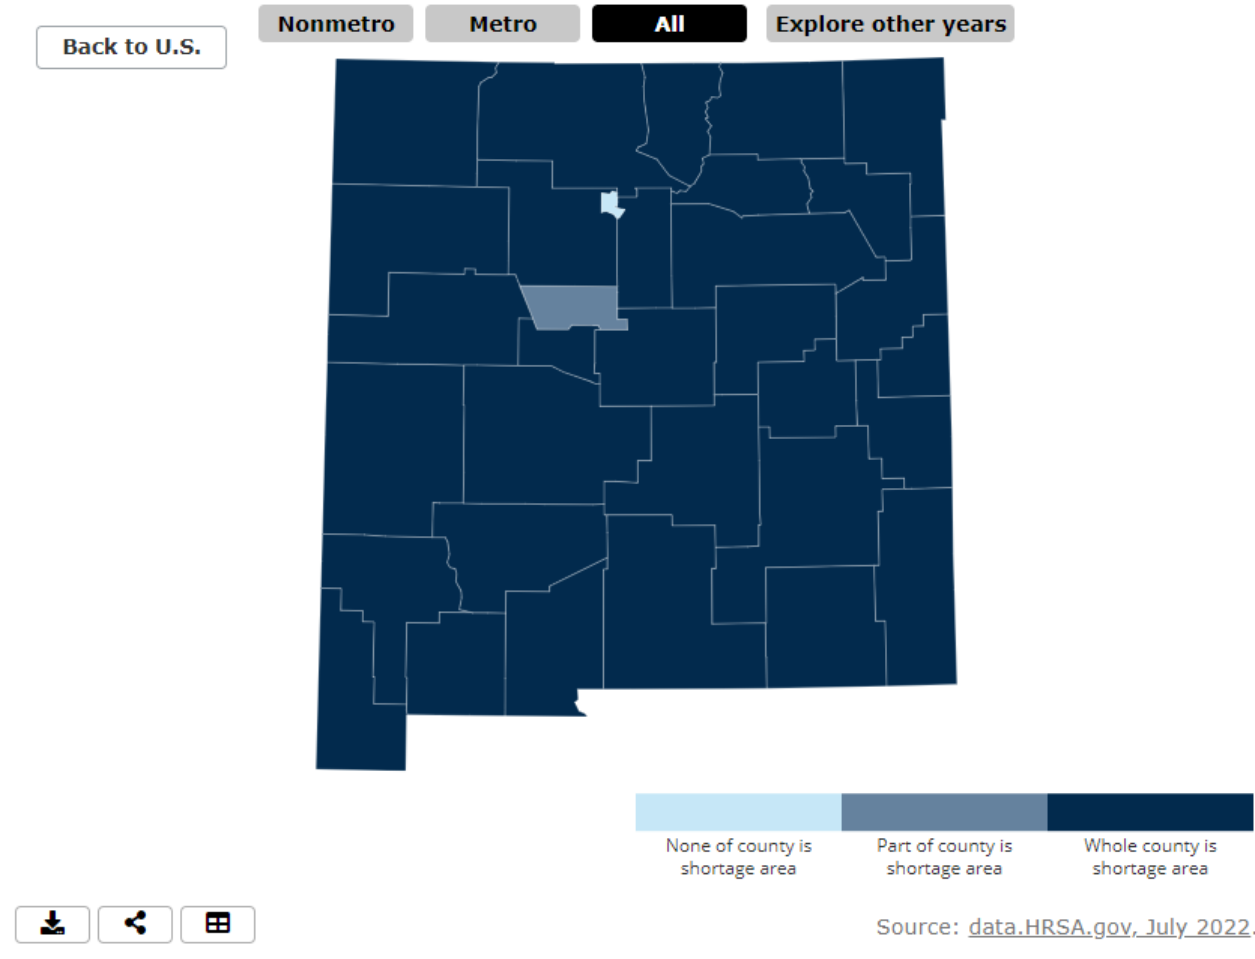 Back to U.S.
Nonmetro
Metro
All
Explore other years
None of county is
shortage area
Part of county is
shortage area
Whole county is
shortage area
Source: data.HRSA.gov, July 2022.